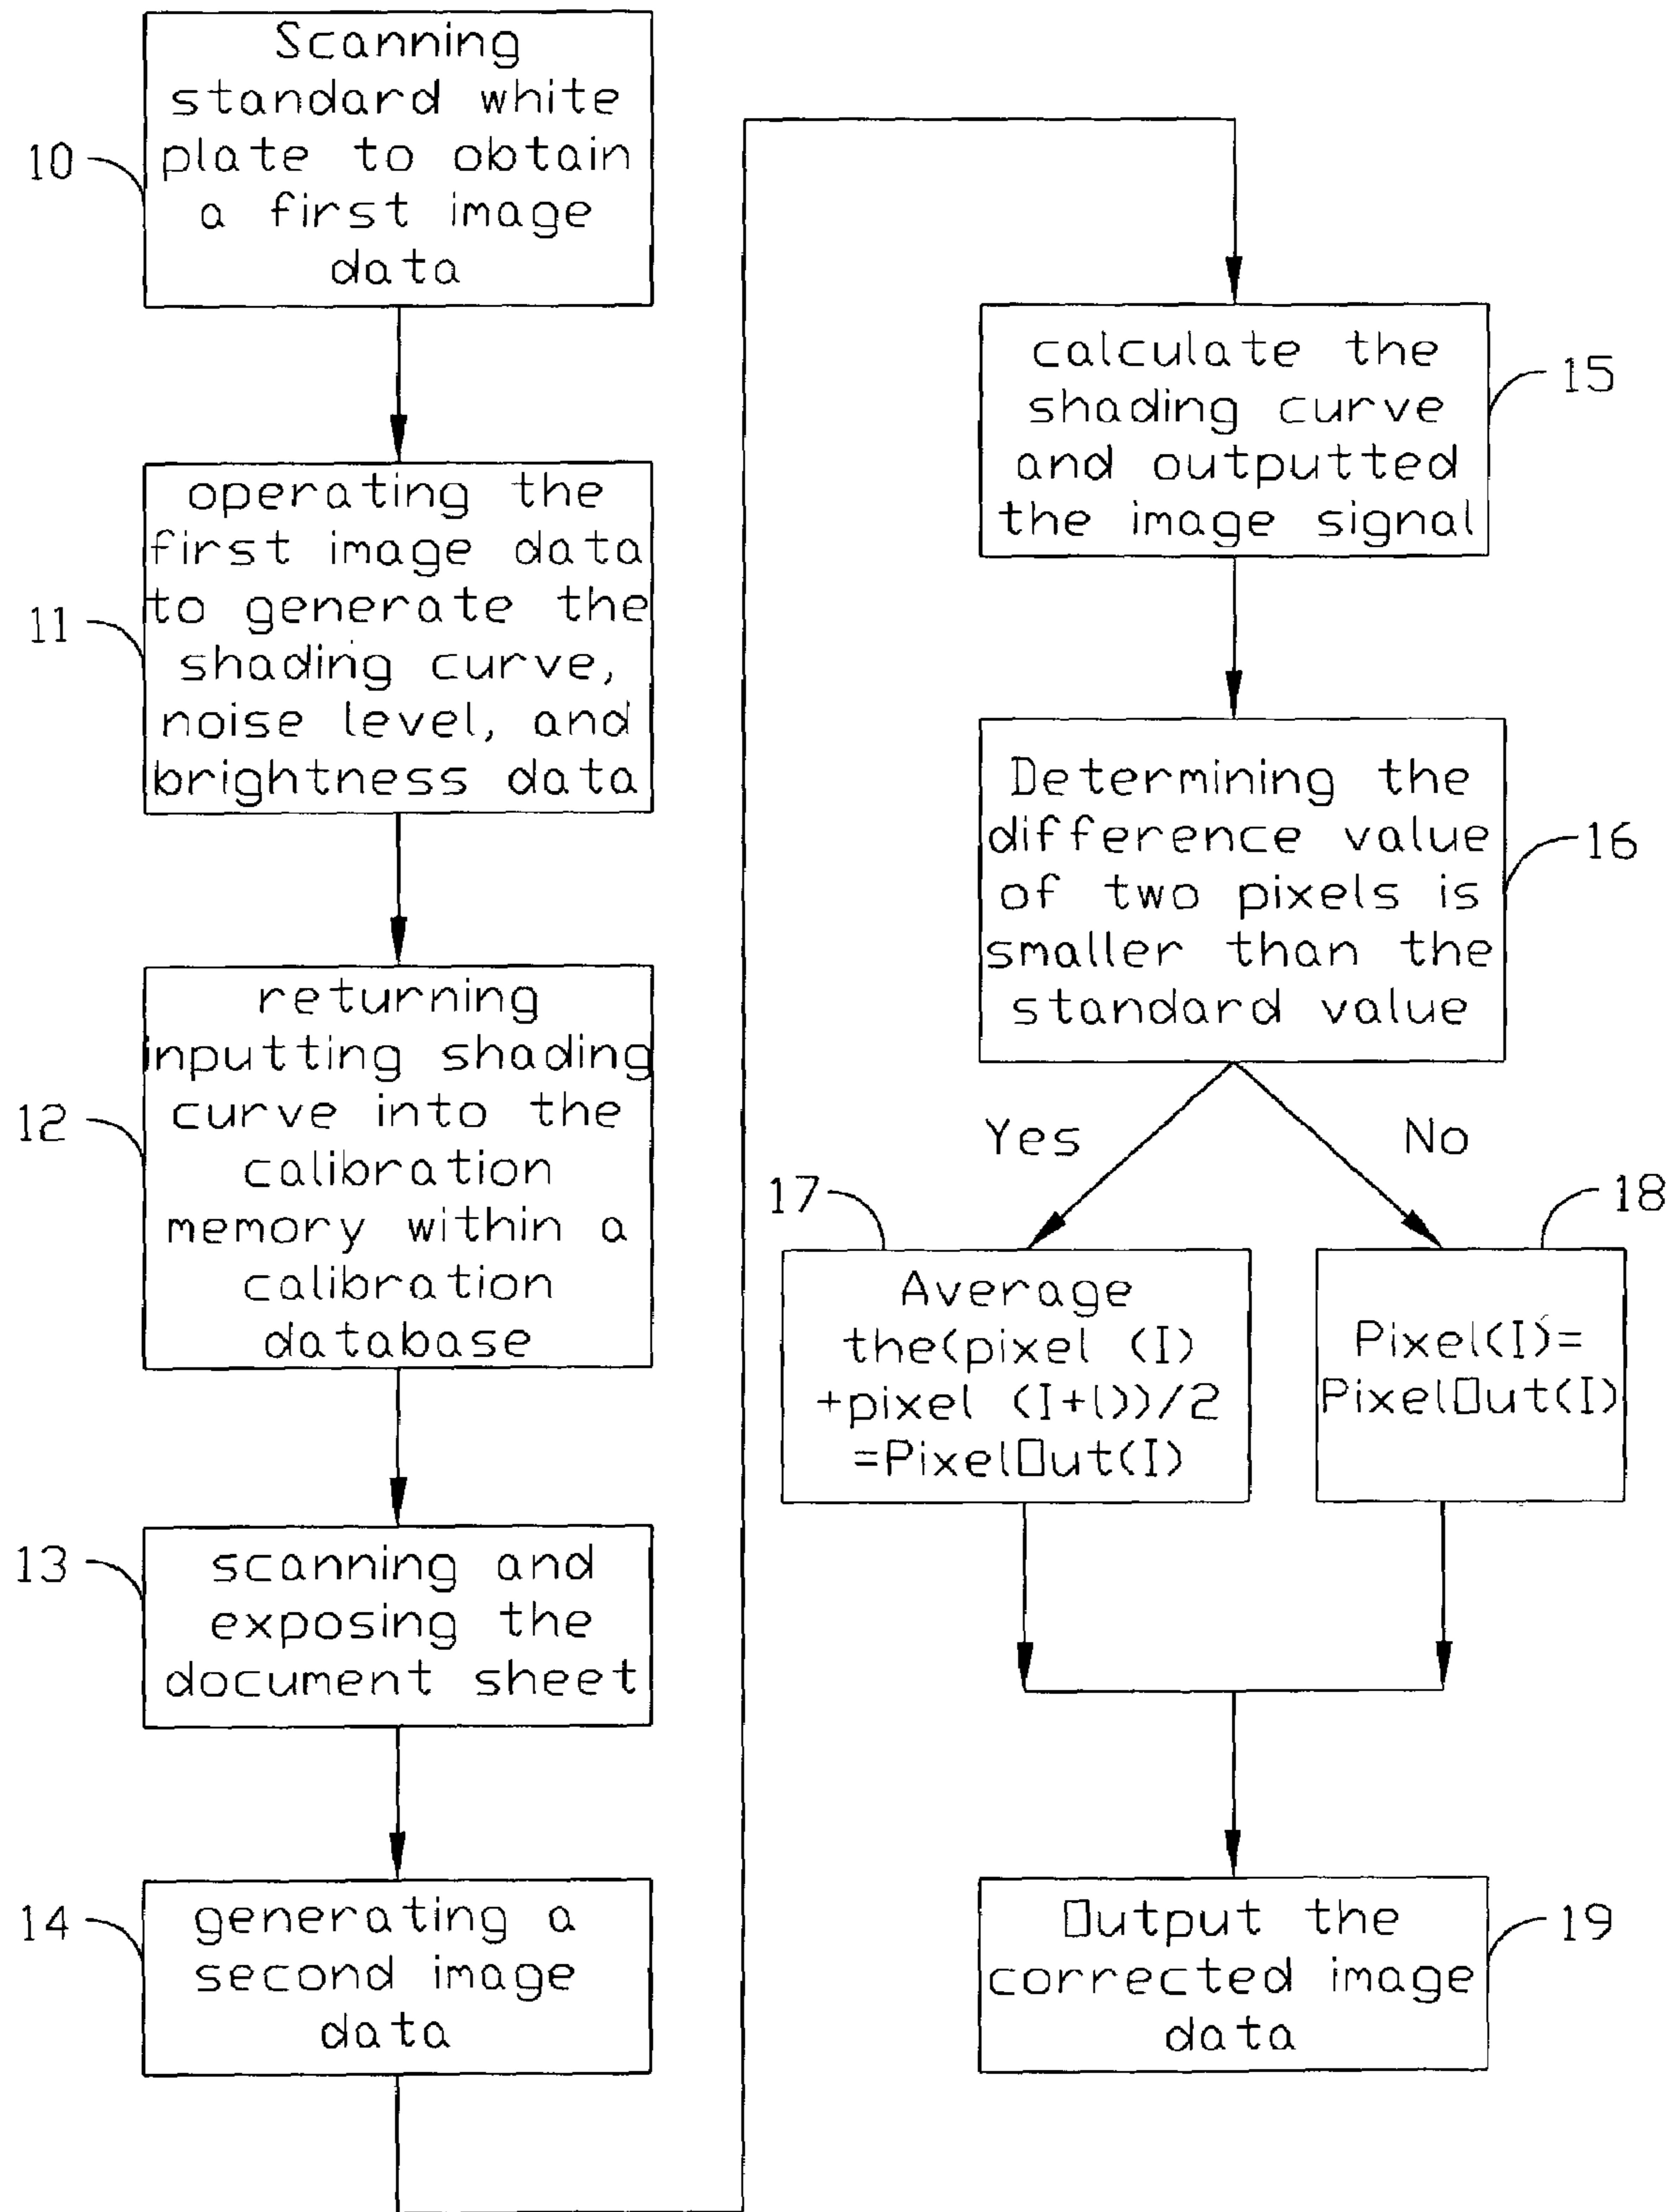 Scanning
standard white
plate to obtain
a first image
data
10
operating the
first image data
to generate the
shading curve,
noise level, and
brightness data
11
returning
inputting shading
curve into the
calibration
memory within a
calibration
database
12
scanning and
exposing the
document sheet
13
generating a
second image
data
14
calculate the
shading curve
and outputted
the image signal
15
Determining the
difference value
of two pixels is
smaller than the
standard value
16
Yes
No
17
Average
the(pixel (I)
+pixel (I+l))/2
=PixelOut(I)
18
Pixel(I)=
PixelOut(I)
Output the
corrected image
data
19